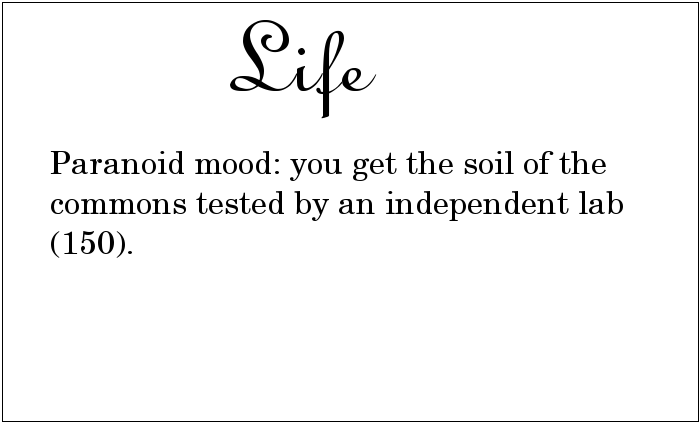 Life
Paranoid mood: you get the soil of the
commons tested by an independent lab
(150).